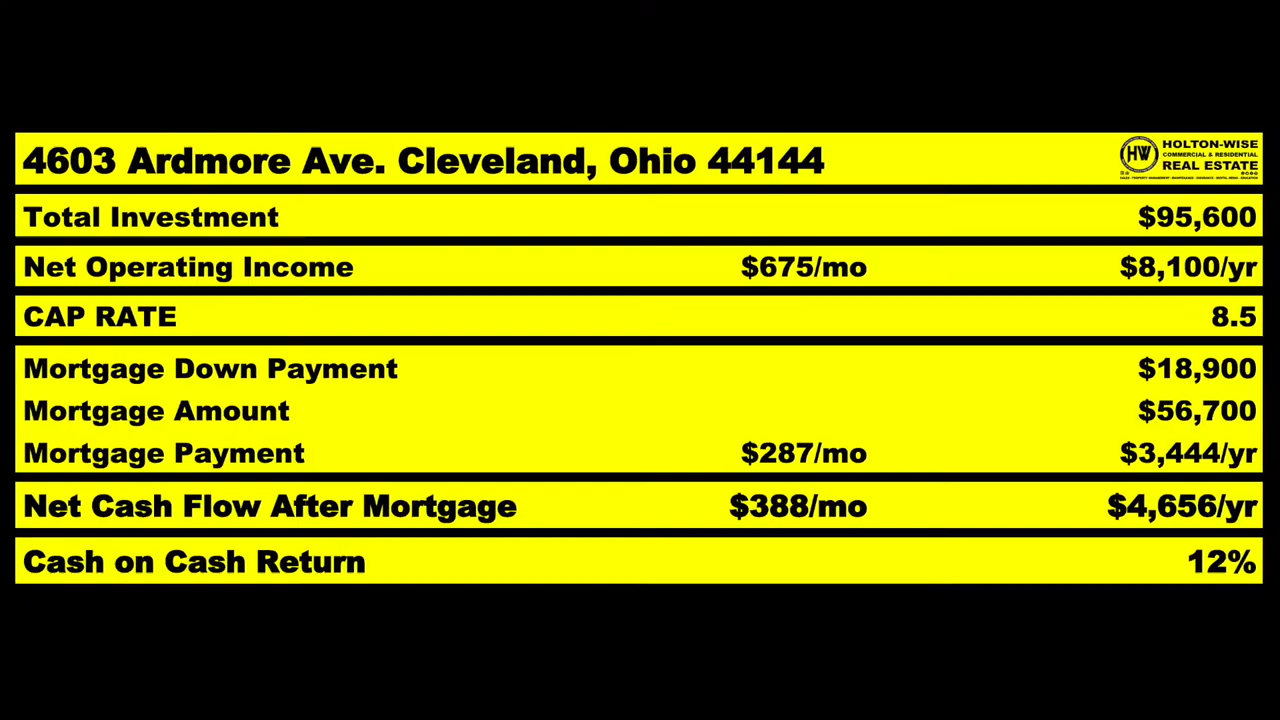 4603 Ardmore Ave. Cleveland, Ohio 44144
HW
HOLTON-WISE
COMMERCIAL & RESIDENTIAL
REAL ESTATE
Total Investment $95,600
Net Operating Income $675/mo $8,100/yr
CAP RATE 8.5
Mortgage Down Payment $18,900
Mortgage Amount $56,700
Mortgage Payment $287/mo $3,444/yr
Net Cash Flow After Mortgage $388/mo $4,656/yr
Cash on Cash Return 12%